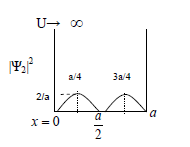 U→ ∞
|Ψ₂|²
a/4 3a/4
2/a
x = 0 a/2 a